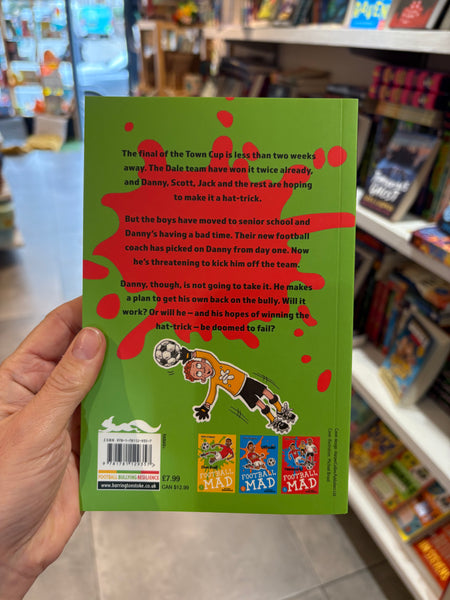 The final of the Town Cup is less than two weeks
away. The Dale team have won it twice already,
and Danny, Scott, Jack and the rest are hoping
to make it a hat-trick.
But the boys have moved to senior school and
Danny's having a bad time. Their new football
coach has picked on Danny from day one. Now
he's threatening to kick him off the team.
Danny, though, is not going to take it. He makes
a plan to get his own back on the bully. Will it
work? Or will he – and his hopes of winning the
hat-trick – be doomed to fail?
FOOTBALL
MAD
FOOTBALL
MAD
FOOTBALL
MAD
£7.99
CAN $12.99
FOOTBALL BULLYING RESILIENCE
www.barringtonstoke.co.uk